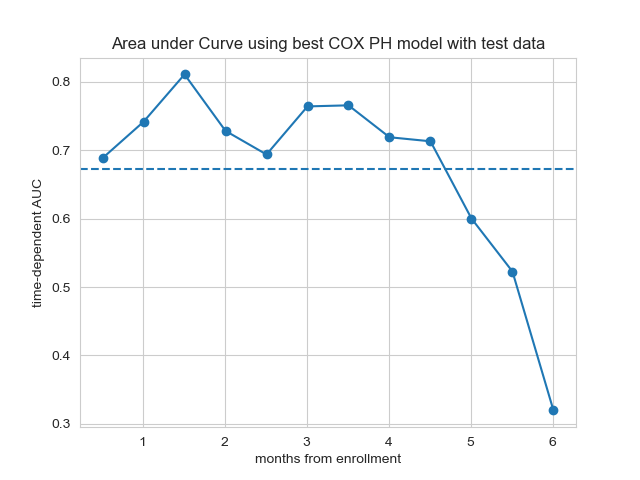 Area under Curve using best COX PH model with test data
time-dependent AUC
0.8
0.7
0.6
0.5
0.4
0.3
1 2 3 4 5 6
months from enrollment